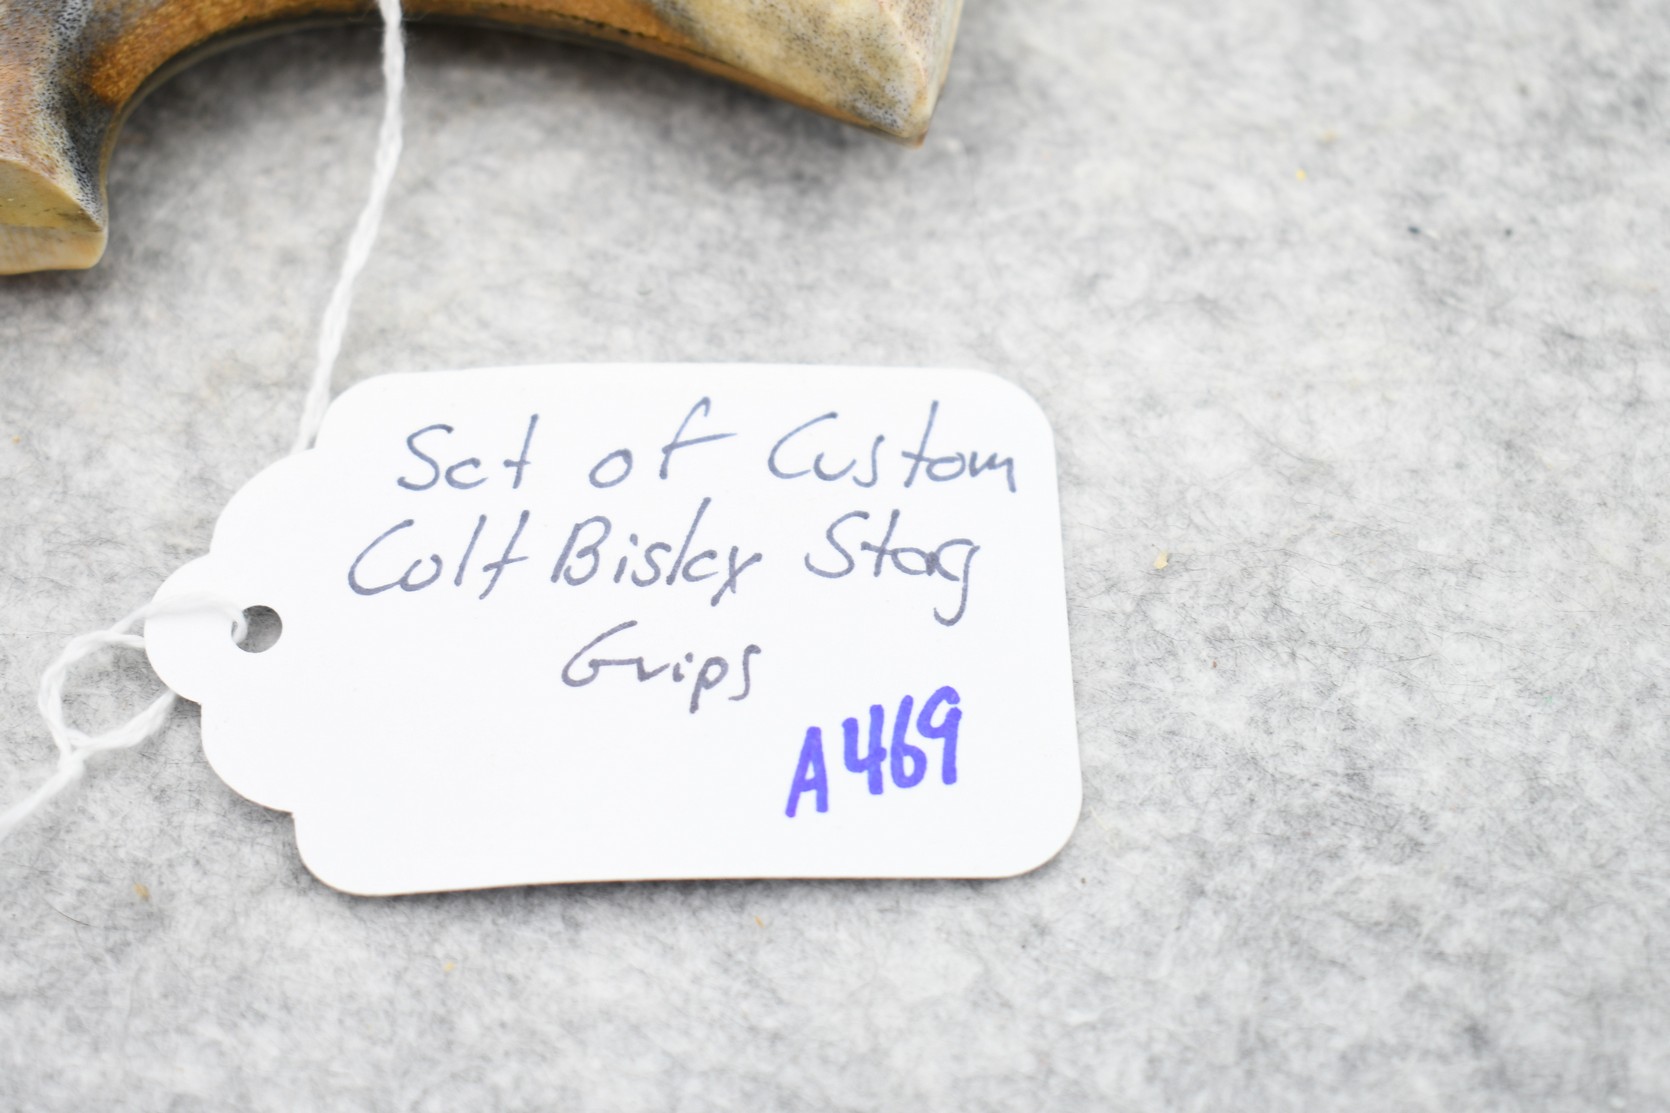 Set of Custom
Colt Bisley Stag
Grips
A469